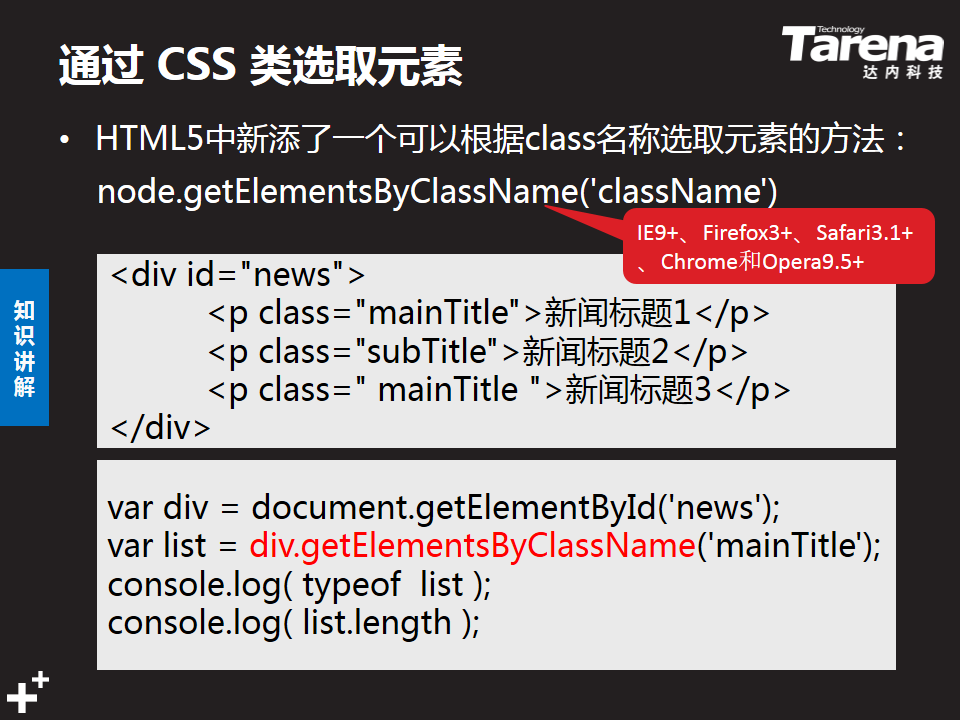 通过 CSS 类选取元素
Technology
Tarena
达内科技
• HTML5中新添了一个可以根据class名称选取元素的方法：
node.getElementsByClassName('className')
IE9+、Firefox3+、Safari3.1+
、Chrome和Opera9.5+
<div id="news">
<p class="mainTitle">新闻标题1</p>
<p class="subTitle">新闻标题2</p>
<p class=" mainTitle ">新闻标题3</p>
</div>
知识讲解
var div = document.getElementById('news');
var list = div.getElementsByClassName('mainTitle');
console.log( typeof  list );
console.log( list.length );